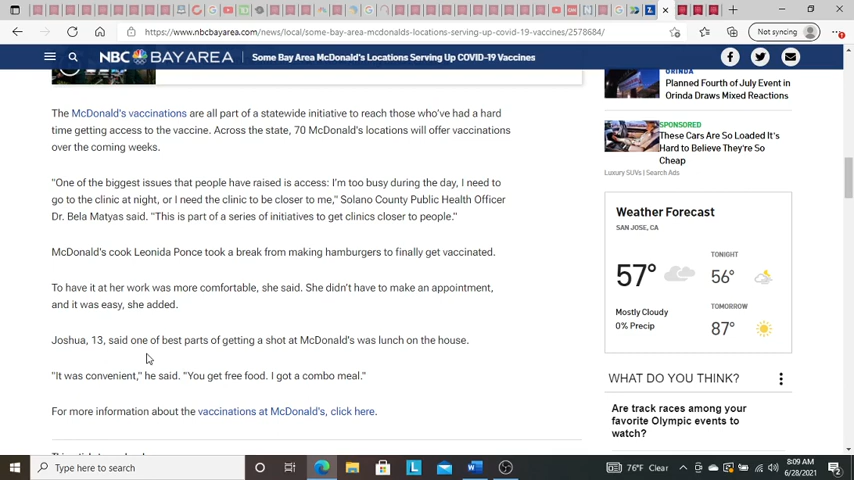 https://www.nbcbayarea.com/news/local/some-bay-area-mcdonalds-locations-serving-up-covid-19-vaccines/2578684/
Not syncing
NBC BAY AREA
Some Bay Area McDonald's Locations Serving Up COVID-19 Vaccines
The McDonald's vaccinations are all part of a statewide initiative to reach those who've had a hard
time getting access to the vaccine. Across the state, 70 McDonald's locations will offer vaccinations
over the coming weeks.
"One of the biggest issues that people have raised is access: I'm too busy during the day, I need to
go to the clinic at night, or I need the clinic to be closer to me," Solano County Public Health Officer
Dr. Bela Matyas said. "This is part of a series of initiatives to get clinics closer to people."
McDonald's cook Leonida Ponce took a break from making hamburgers to finally get vaccinated.
To have it at her work was more comfortable, she said. She didn't have to make an appointment,
and it was easy, she added.
Joshua, 13, said one of best parts of getting a shot at McDonald's was lunch on the house.
"It was convenient," he said. "You get free food. I got a combo meal."
For more information about the vaccinations at McDonald's, click here.
ORINDA
Planned Fourth of July Event in
Orinda Draws Mixed Reactions
SPONSORED
These Cars Are So Loaded It's
Hard to Believe They're So
Cheap
Luxury SUVs | Search Ads
Weather Forecast
SAN JOSE, CA
57°
Mostly Cloudy
0% Precip
TONIGHT
56°
TOMORROW
87°
WHAT DO YOU THINK?
Are track races among your
favorite Olympic events to
watch?
Type here to search
76°F Clear
8:09 AM
6/28/2021